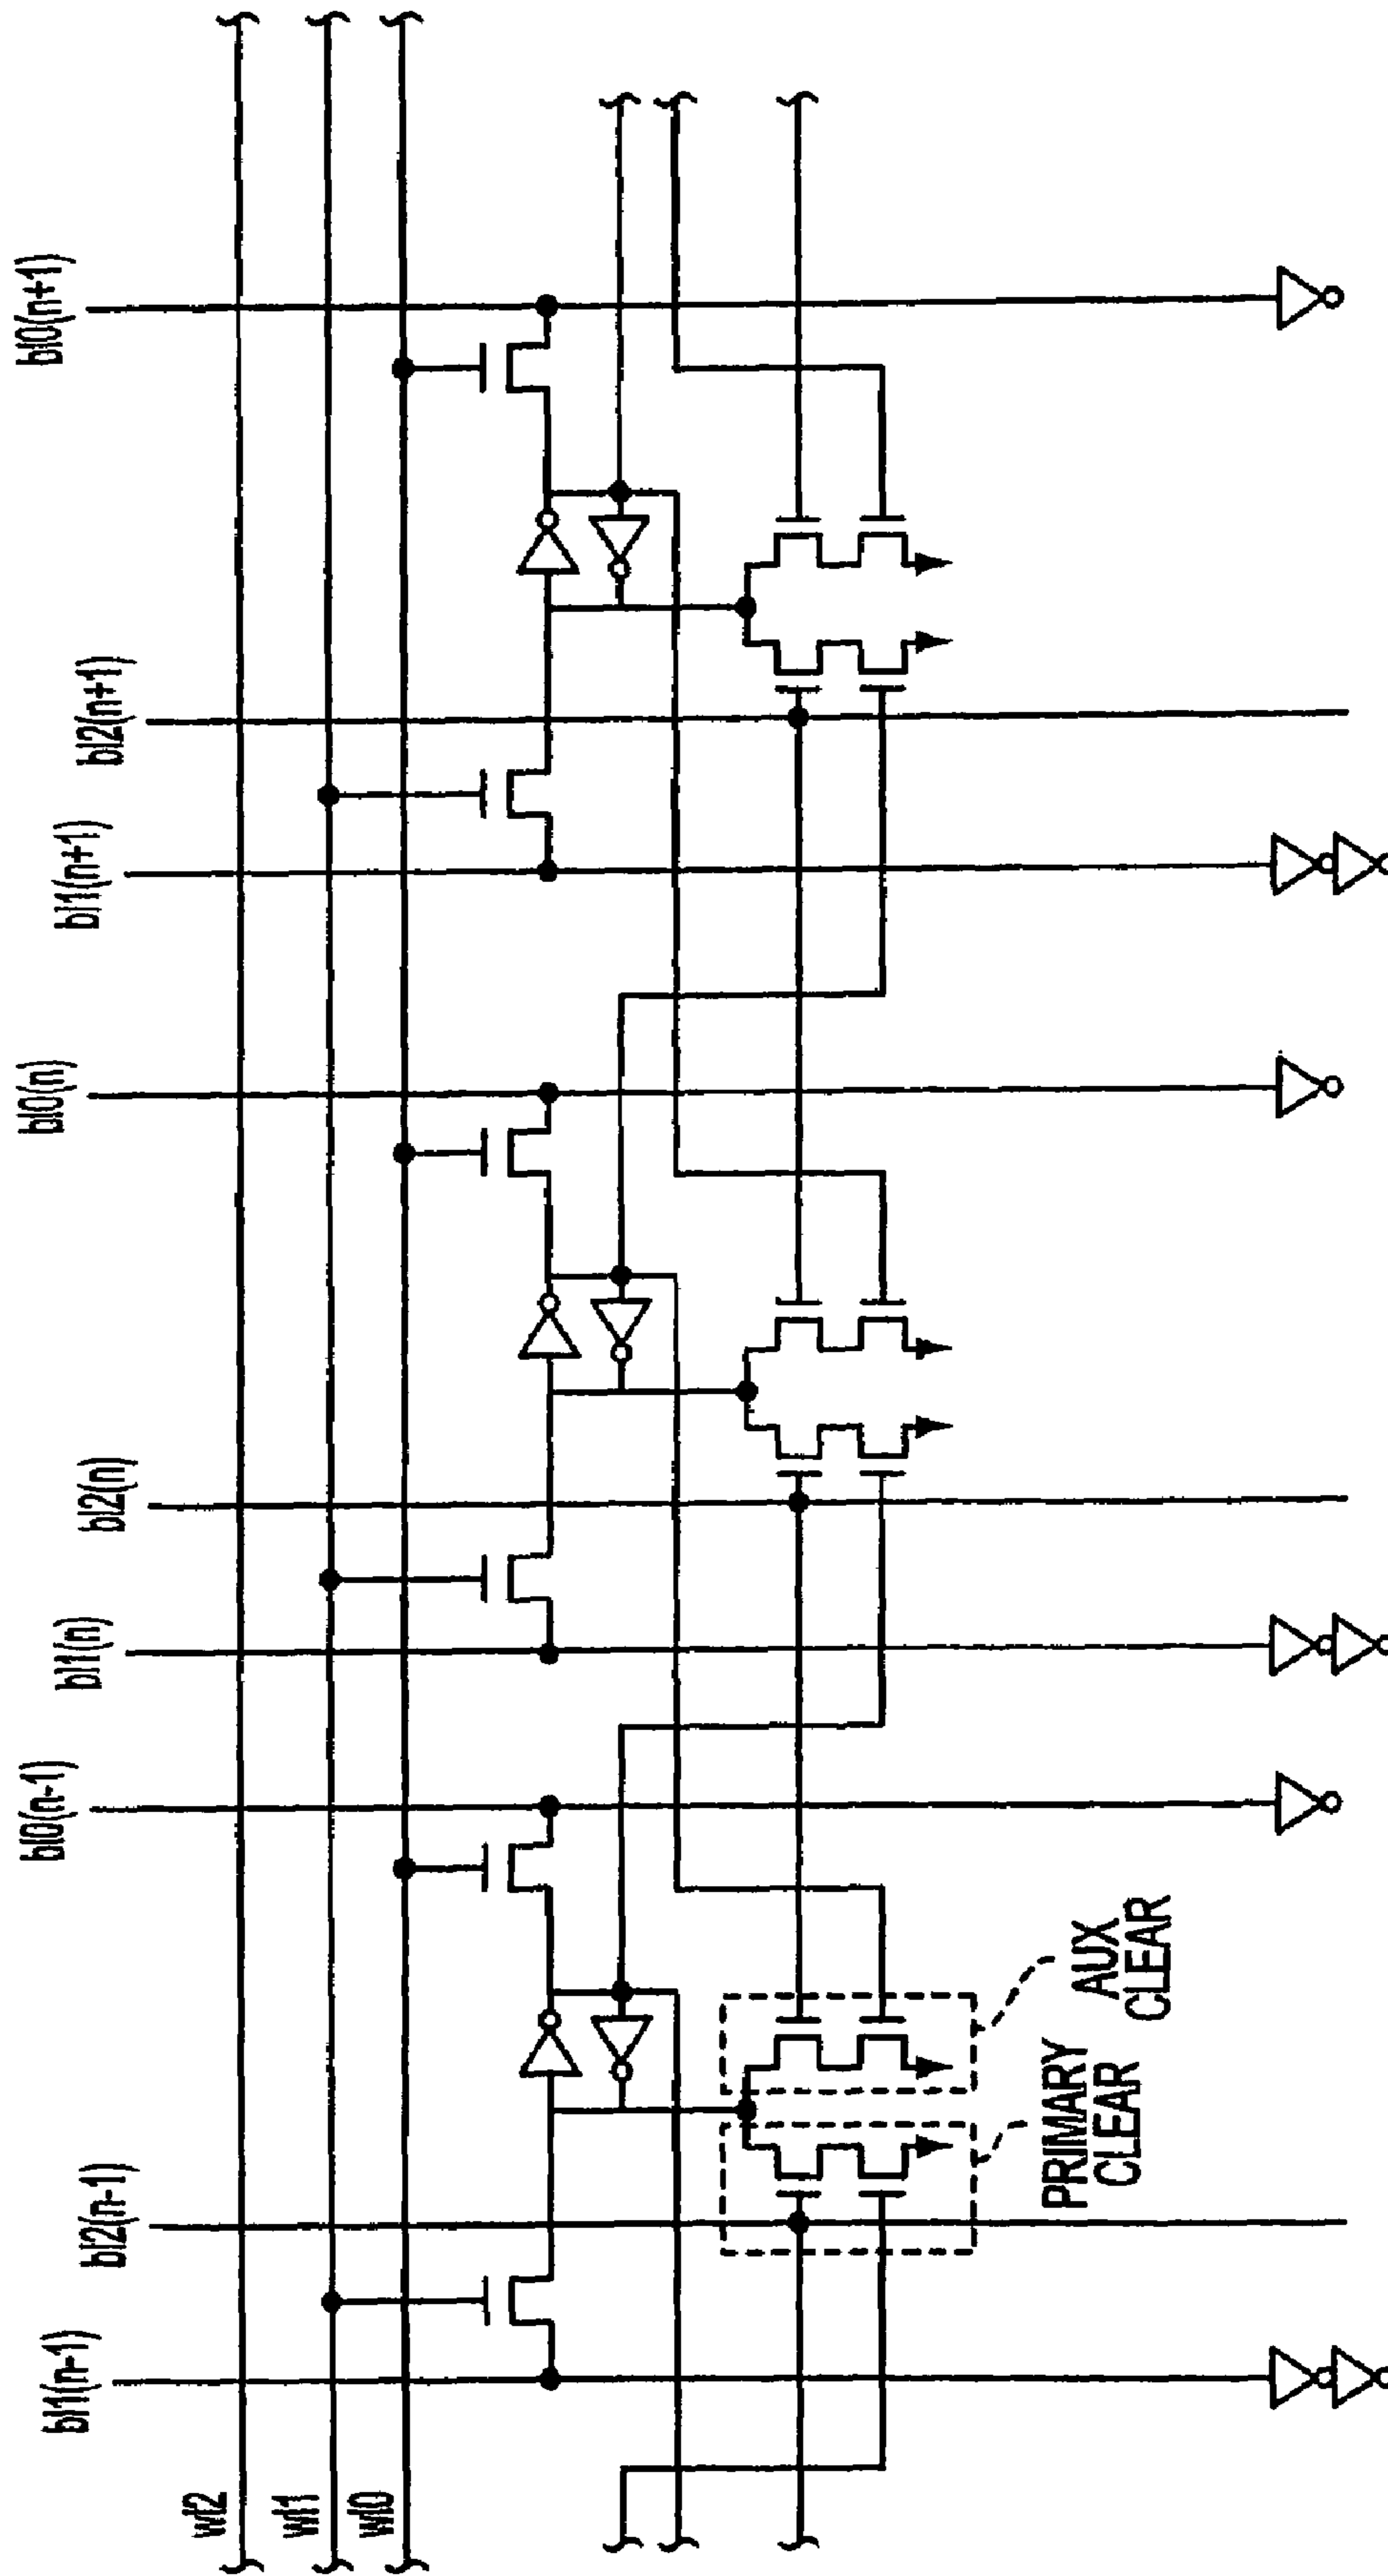 bl1(n-1)
bl2(n-1)
bl0(n-1)
bl1(n)
bl2(n)
bl0(n)
bl1(n+1)
bl2(n+1)
bl0(n+1)
wl2
wl1
wl0
PRIMARY
CLEAR
AUX
CLEAR